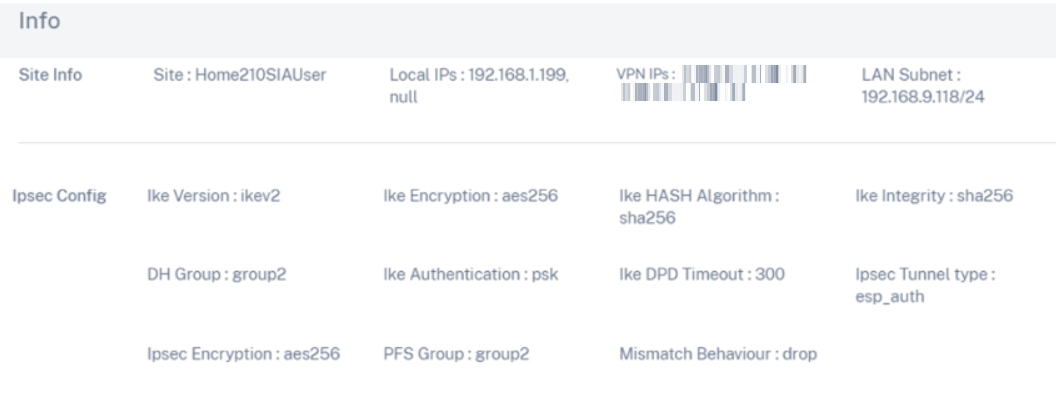 Info
Site Info
Site : Home210SIAUser
Local IPs : 192.168.1.199,
null
VPN IPs :
LAN Subnet :
192.168.9.118/24
Ipsec Config
Ike Version : ikev2
Ike Encryption : aes256
Ike HASH Algorithm :
sha256
Ike Integrity : sha256
DH Group : group2
Ike Authentication : psk
Ike DPD Timeout : 300
Ipsec Tunnel type :
esp_auth
Ipsec Encryption : aes256
PFS Group : group2
Mismatch Behaviour : drop